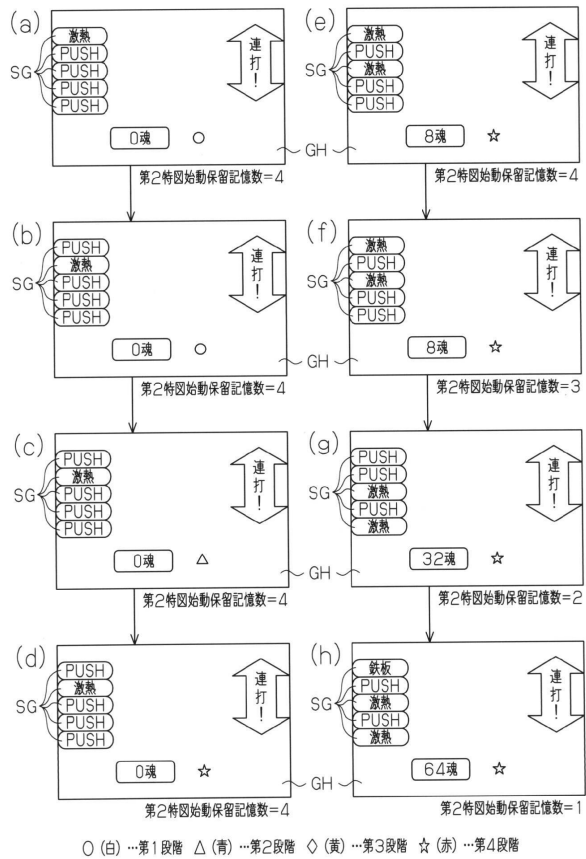 (a)
激熱
PUSH
PUSH
PUSH
PUSH
SG
連打!
0魂 ○
GH
第2特図始動保留記憶数=4
(b)
PUSH
激熱
PUSH
PUSH
PUSH
SG
連打!
0魂 ○
GH
第2特図始動保留記憶数=4
(c)
PUSH
激熱
PUSH
PUSH
PUSH
SG
連打!
0魂 △
GH
第2特図始動保留記憶数=4
(d)
PUSH
激熱
PUSH
PUSH
PUSH
SG
連打!
0魂 ☆
GH
第2特図始動保留記憶数=4
(e)
激熱
PUSH
激熱
PUSH
PUSH
SG
連打!
8魂 ☆
第2特図始動保留記憶数=4
(f)
激熱
PUSH
激熱
PUSH
PUSH
SG
連打!
8魂 ☆
第2特図始動保留記憶数=3
(g)
PUSH
PUSH
激熱
PUSH
激熱
SG
連打!
32魂 ☆
第2特図始動保留記憶数=2
(h)
鉄板
PUSH
激熱
PUSH
激熱
SG
連打!
64魂 ☆
第2特図始動保留記憶数=1
○(白)…第1段階 △(青)…第2段階 ◇(黄)…第3段階 ☆(赤)…第4段階